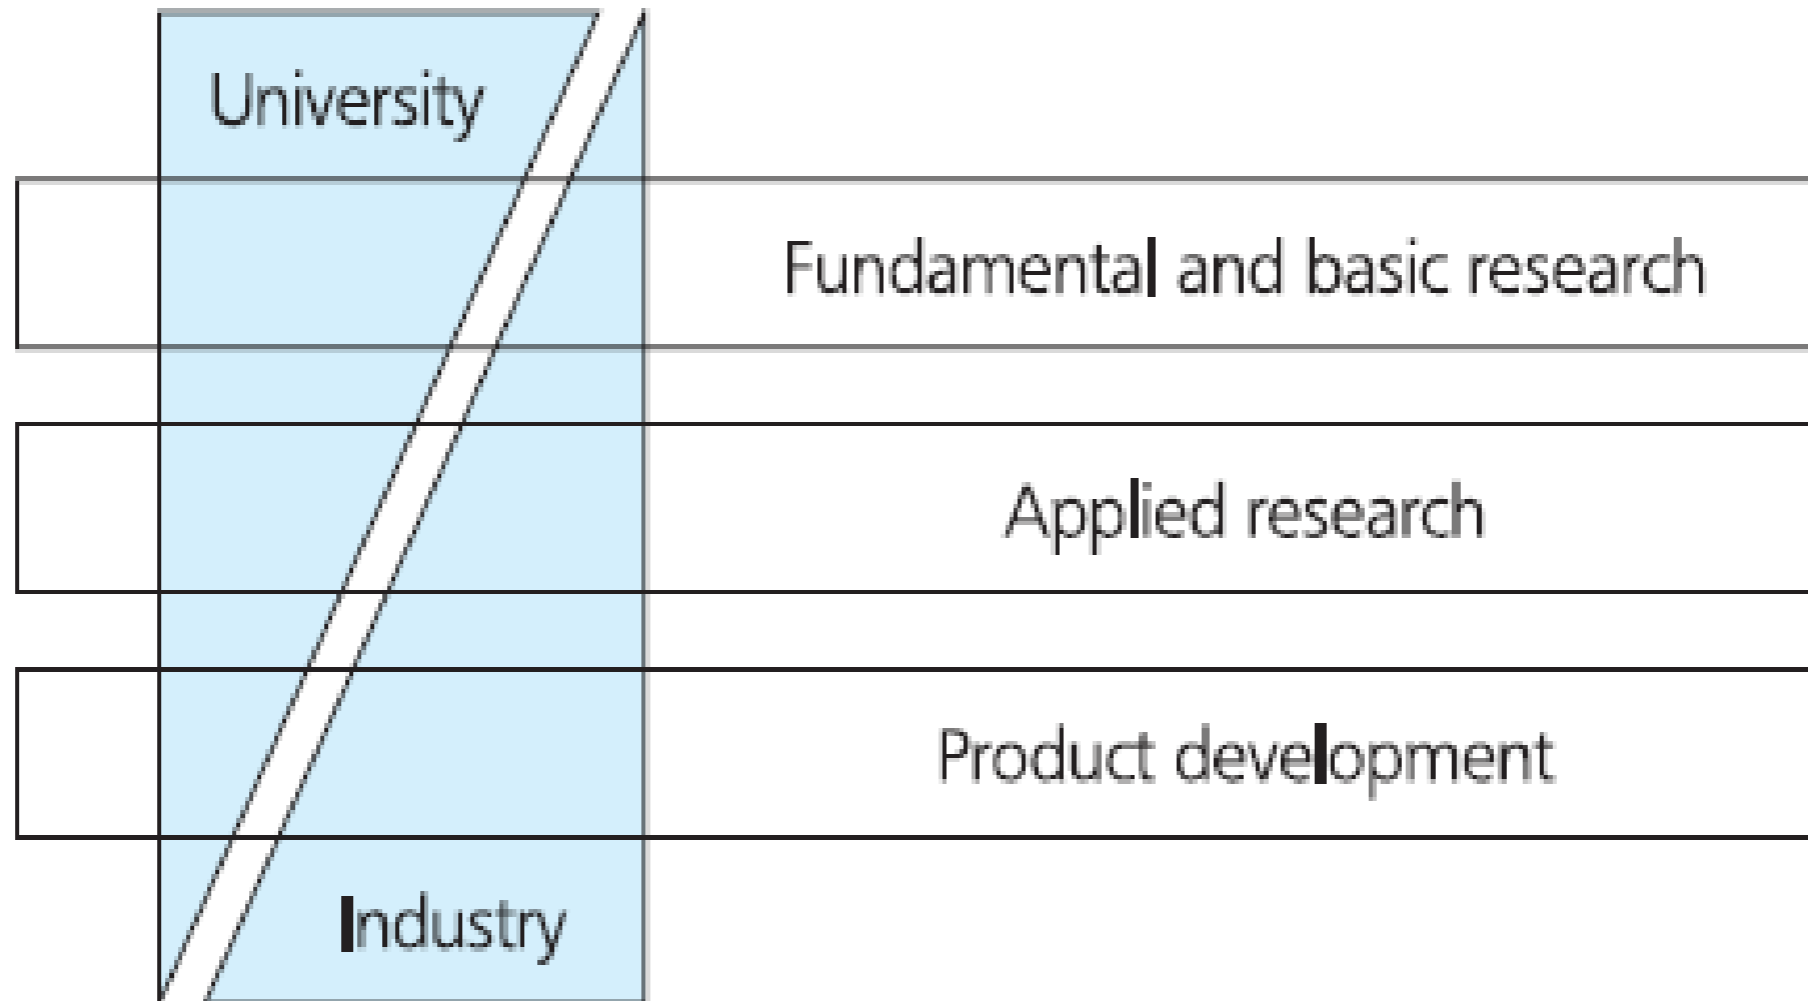 University
Fundamental and basic research
Applied research
Product development
Industry